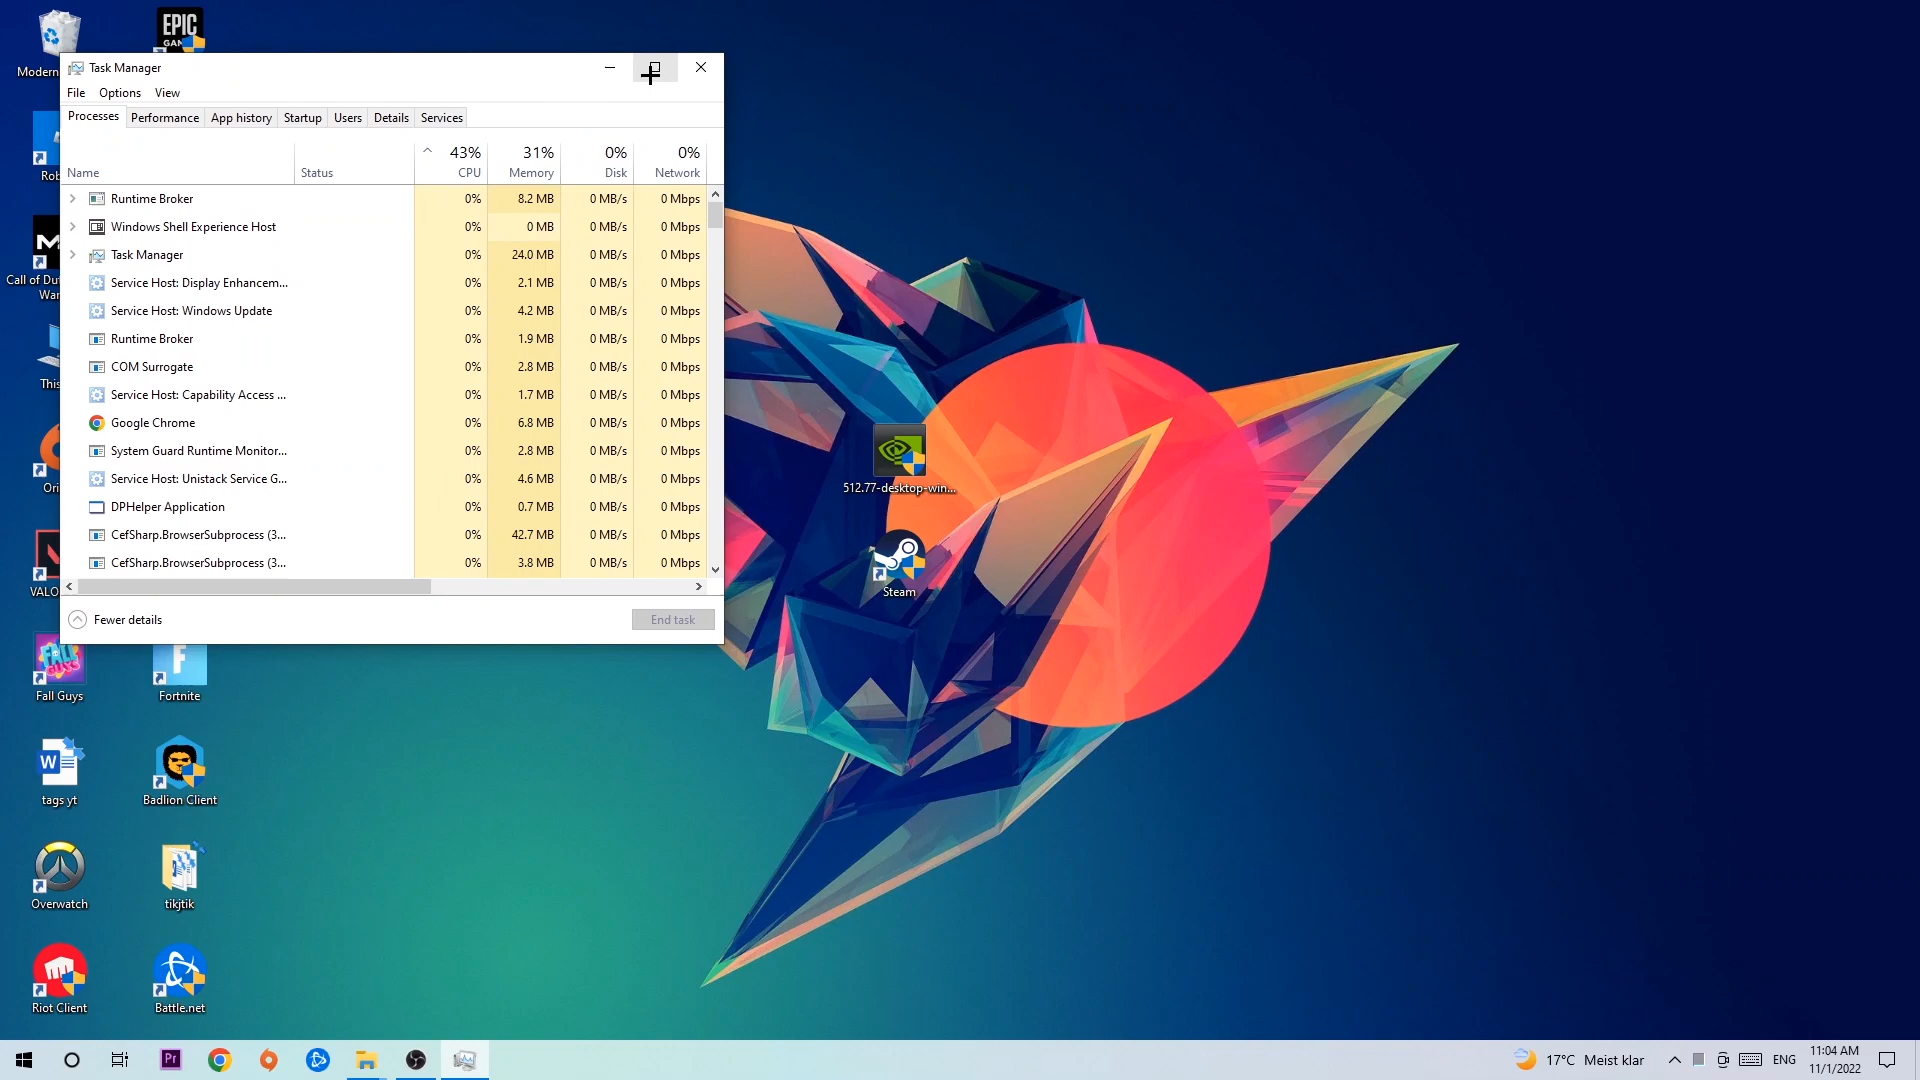 EPIC
Task Manager
File Options View
Processes Performance App history Startup Users Details Services
43% 31% 0% 0%
Name Status CPU Memory Disk Network
Runtime Broker 0% 8.2 MB 0 MB/s 0 Mbps
Windows Shell Experience Host 0% 0 MB 0 MB/s 0 Mbps
Task Manager 0% 24.0 MB 0 MB/s 0 Mbps
Service Host: Display Enhancem... 0% 2.1 MB 0 MB/s 0 Mbps
Service Host: Windows Update 0% 4.2 MB 0 MB/s 0 Mbps
Runtime Broker 0% 1.9 MB 0 MB/s 0 Mbps
COM Surrogate 0% 2.8 MB 0 MB/s 0 Mbps
Service Host: Capability Access ... 0% 1.7 MB 0 MB/s 0 Mbps
Google Chrome 0% 6.8 MB 0 MB/s 0 Mbps
System Guard Runtime Monitor... 0% 2.8 MB 0 MB/s 0 Mbps
Service Host: Unistack Service G... 0% 4.6 MB 0 MB/s 0 Mbps
DPHelper Application 0% 0.7 MB 0 MB/s 0 Mbps
CefSharp.BrowserSubprocess (3... 0% 42.7 MB 0 MB/s 0 Mbps
CefSharp.BrowserSubprocess (3... 0% 3.8 MB 0 MB/s 0 Mbps
Fewer details End task
Modern
Rob
Call of Du
War
This
Ori
VALO
512.77-desktop-win...
Steam
FALL
GUYS
Fall Guys
Fortnite
W
tags yt
Badlion Client
Overwatch
tikjtik
Riot Client
Battle.net
Pr
17°C Meist klar
ENG
11:04 AM
11/1/2022